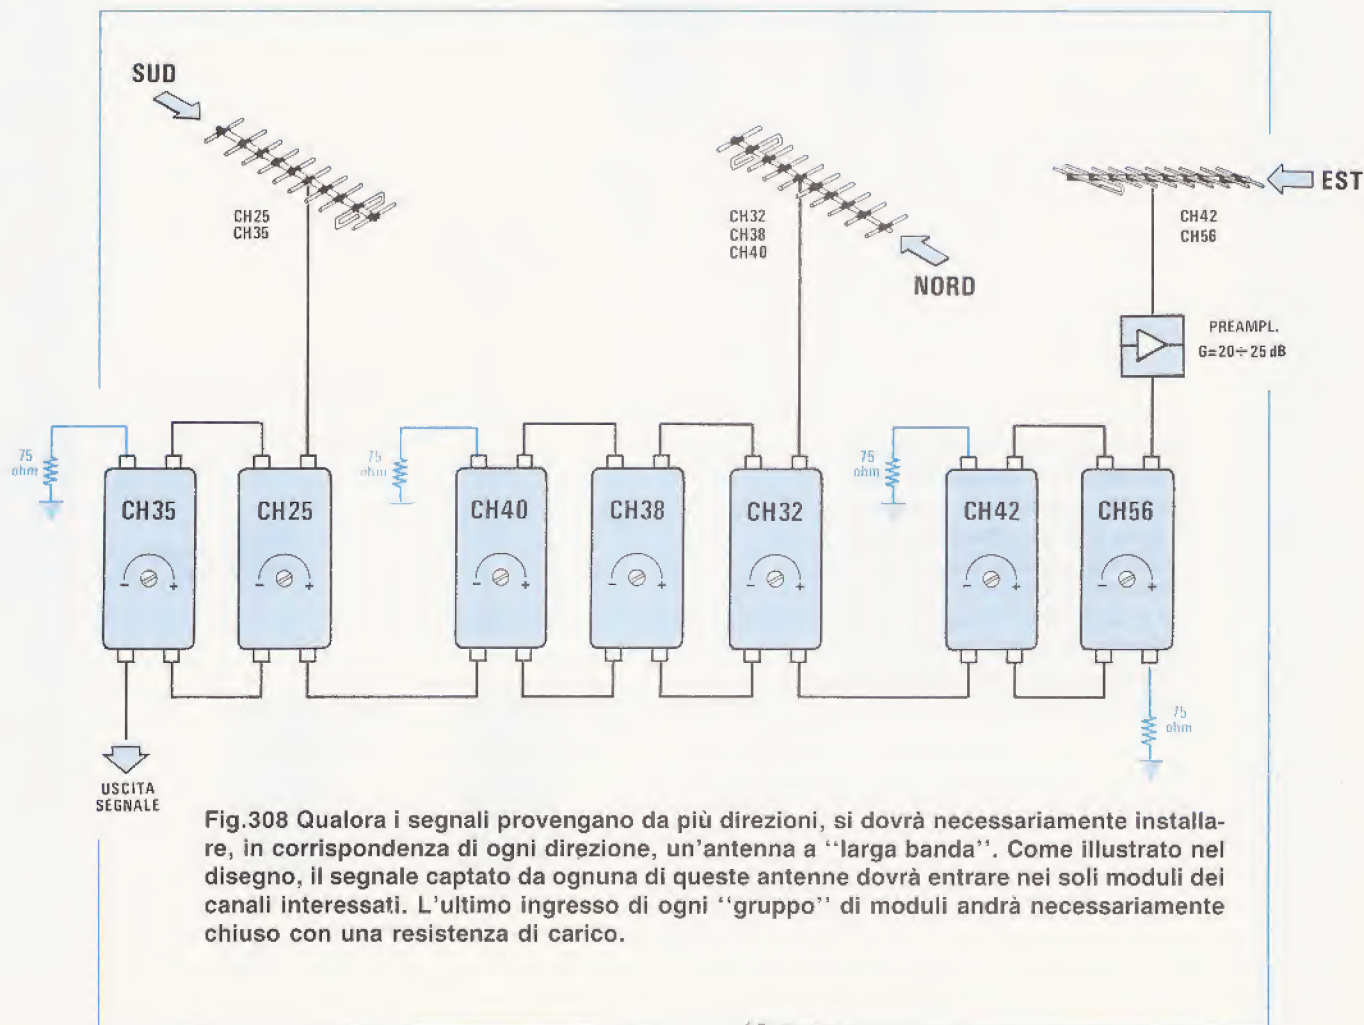 SUD
CH25
CH35
CH32
CH38
CH40
NORD
EST
CH42
CH56
PREAMPL.
G=20÷25 dB
75
ohm
75
ohm
75
ohm
CH35
CH25
CH40
CH38
CH32
CH42
CH56
- +
- +
- +
- +
- +
- +
- +
75
ohm
USCITA
SEGNALE
Fig.308 Qualora i segnali provengano da più direzioni, si dovrà necessariamente installa-
re, in corrispondenza di ogni direzione, un'antenna a "larga banda". Come illustrato nel
disegno, il segnale captato da ognuna di queste antenne dovrà entrare nei soli moduli dei
canali interessati. L'ultimo ingresso di ogni "gruppo" di moduli andrà necessariamente
chiuso con una resistenza di carico.